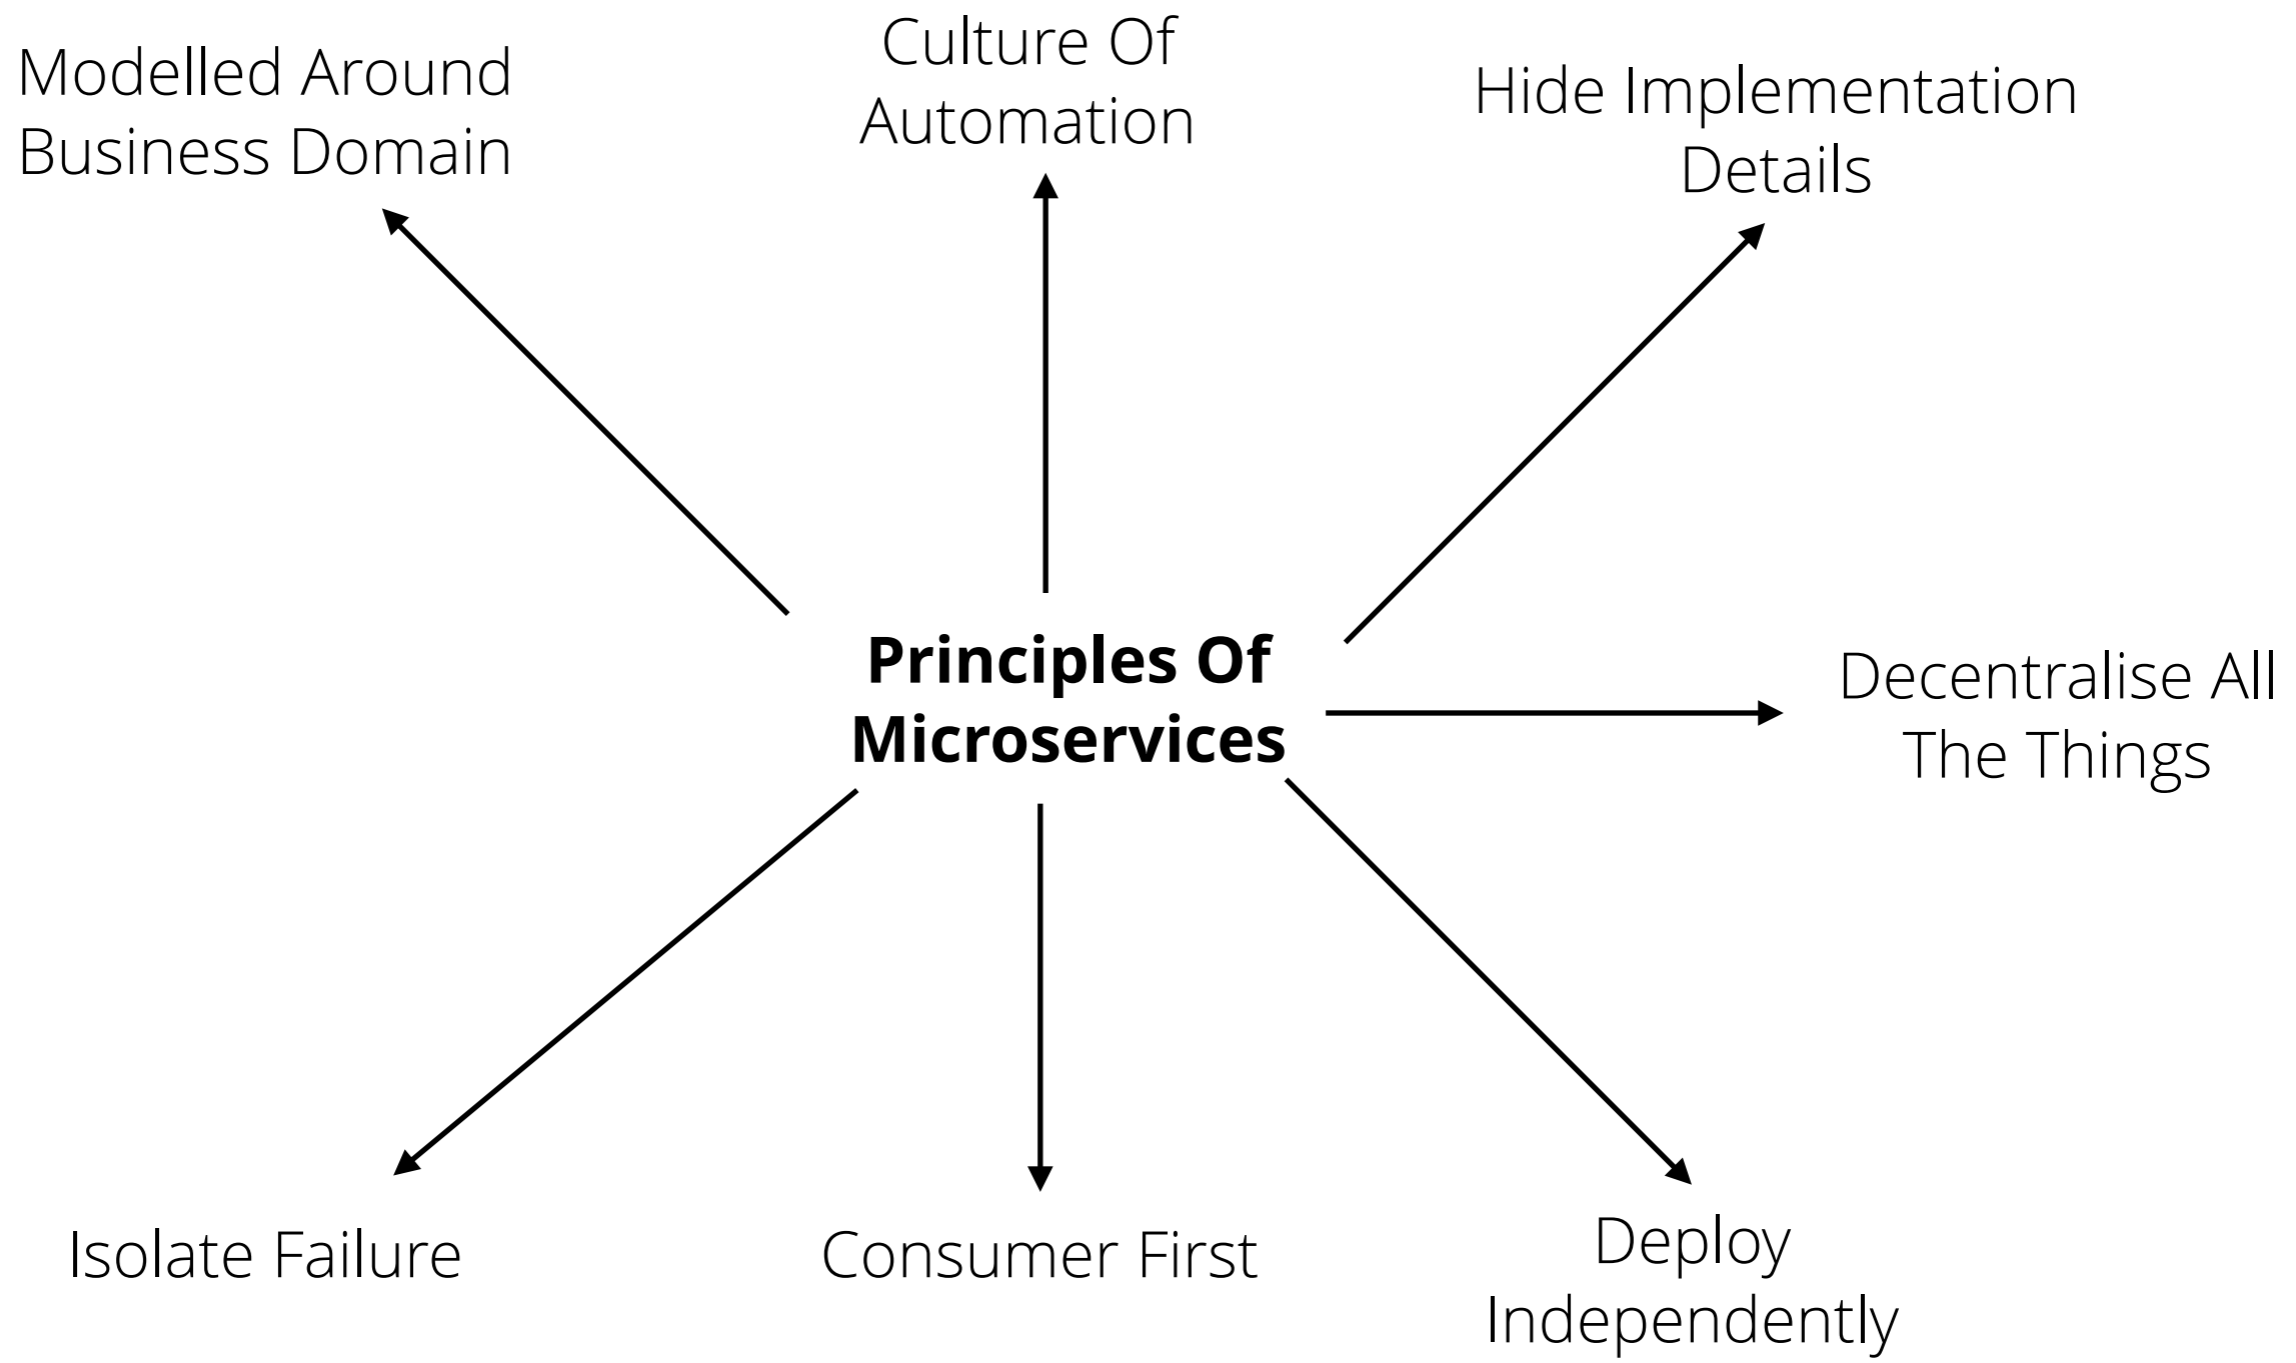 Modelled Around
Business Domain
Culture Of
Automation
Hide Implementation
Details
Principles Of
Microservices
Decentralise All
The Things
Isolate Failure
Consumer First
Deploy
Independently